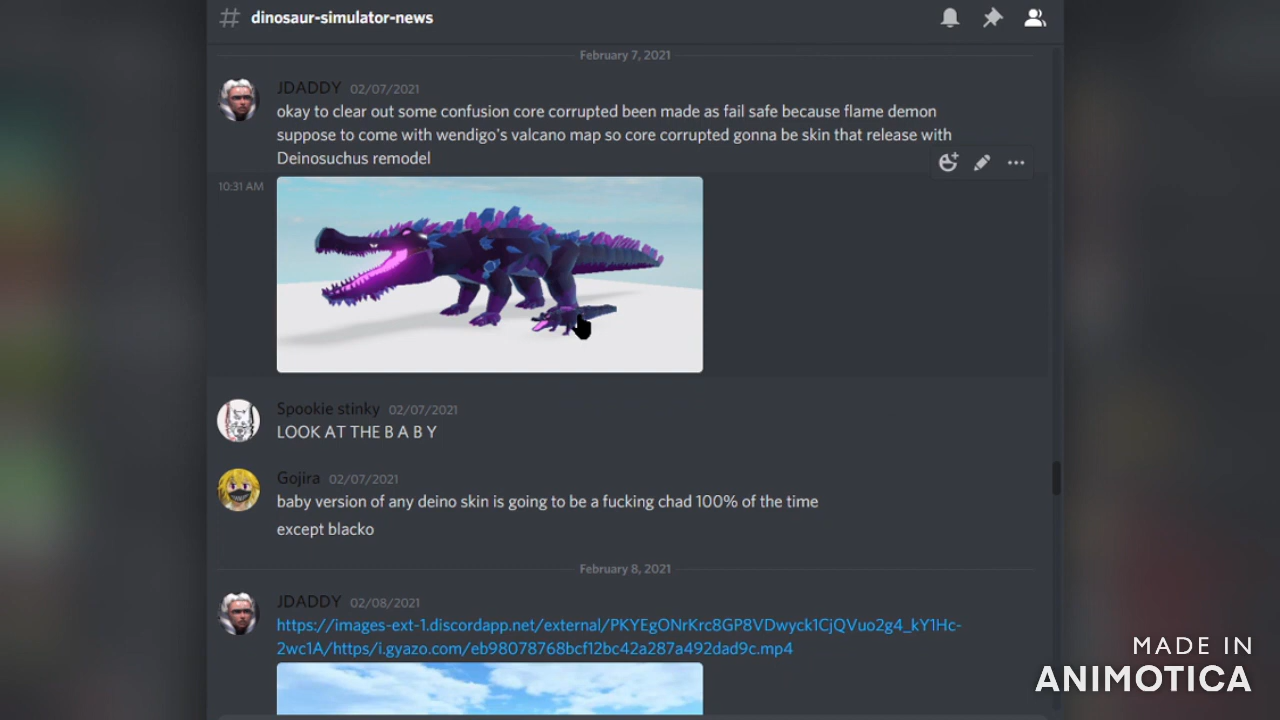 # dinosaur-simulator-news
February 7, 2021
JDADDY 02/07/2021
okay to clear out some confusion core corrupted been made as fail safe because flame demon
suppose to come with wendigo's valcano map so core corrupted gonna be skin that release with
Deinosuchus remodel
10:31 AM
Spookie stinky 02/07/2021
LOOK AT THE B A B Y
Gojira 02/07/2021
baby version of any deino skin is going to be a fucking chad 100% of the time
except blacko
February 8, 2021
JDADDY 02/08/2021
https://images-ext-1.discordapp.net/external/PKYEgONrKrc8GP8VDwyck1CjQVuo2g4_kY1Hc-
2wc1A/https/i.gyazo.com/eb98078768bcf12bc42a287a492dad9c.mp4
MADE IN
ANIMOTICA